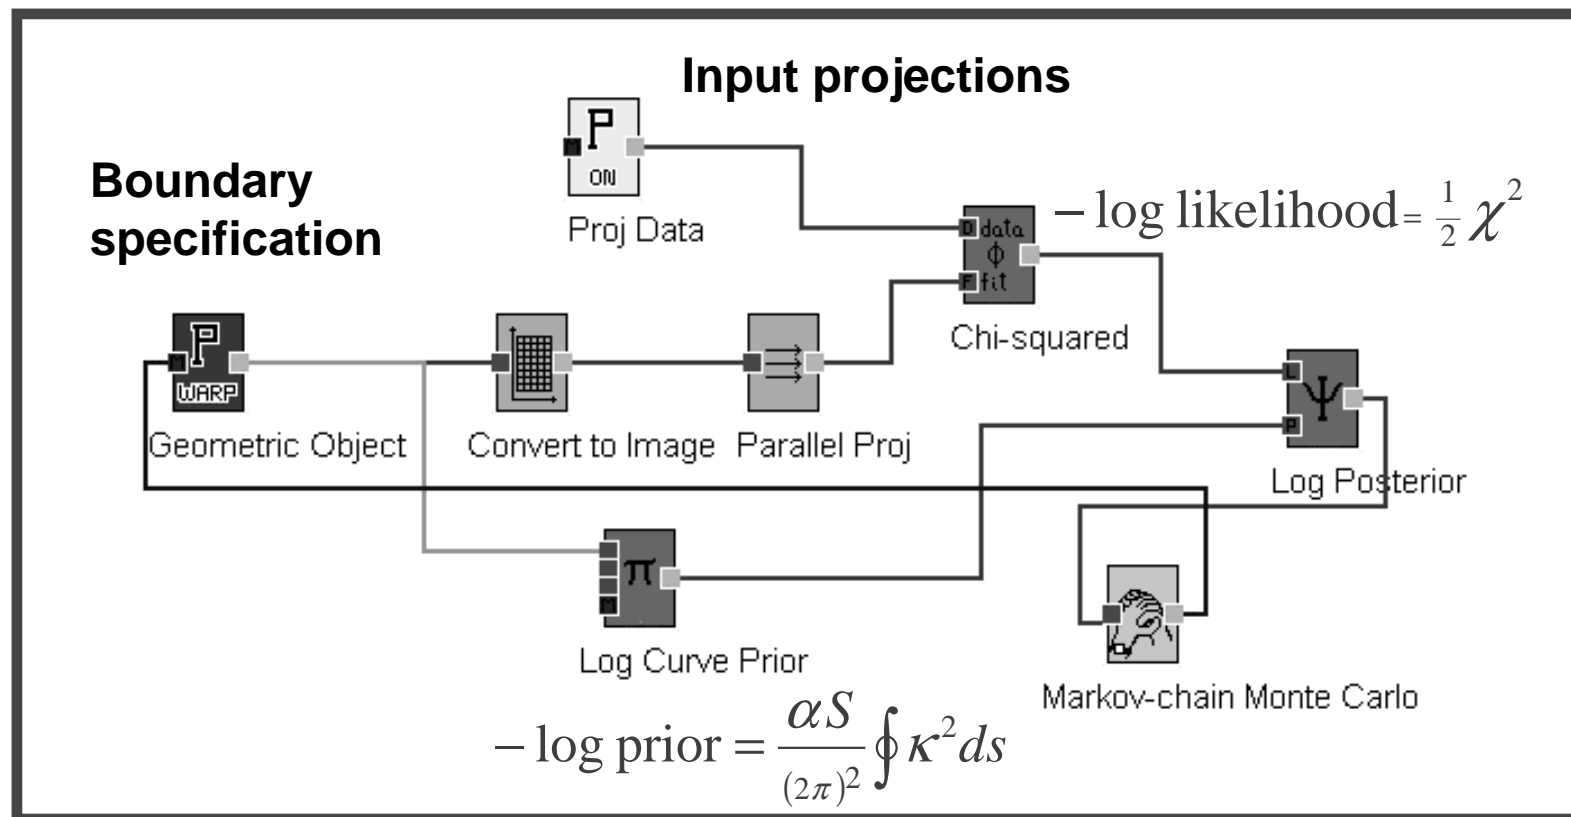 Input projections
P
M
ON
Proj Data
Boundary
specification
− log likelihood = 1/2 χ²
D data
Φ
F fit
Chi-squared
P
M
WARP
Geometric Object
Convert to Image
Parallel Proj
L
Ψ
P
Log Posterior
π
M
Log Curve Prior
Markov-chain Monte Carlo
− log prior = αS/(2π)² ∮ κ² ds